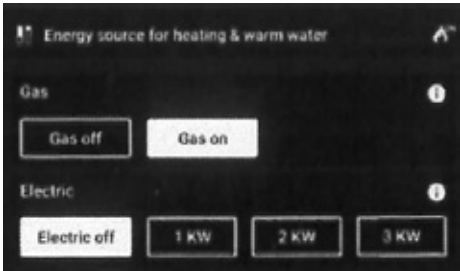 Energy source for heating & warm water
Gas
Gas off Gas on
Electric
Electric off 1 KW 2 KW 3 KW